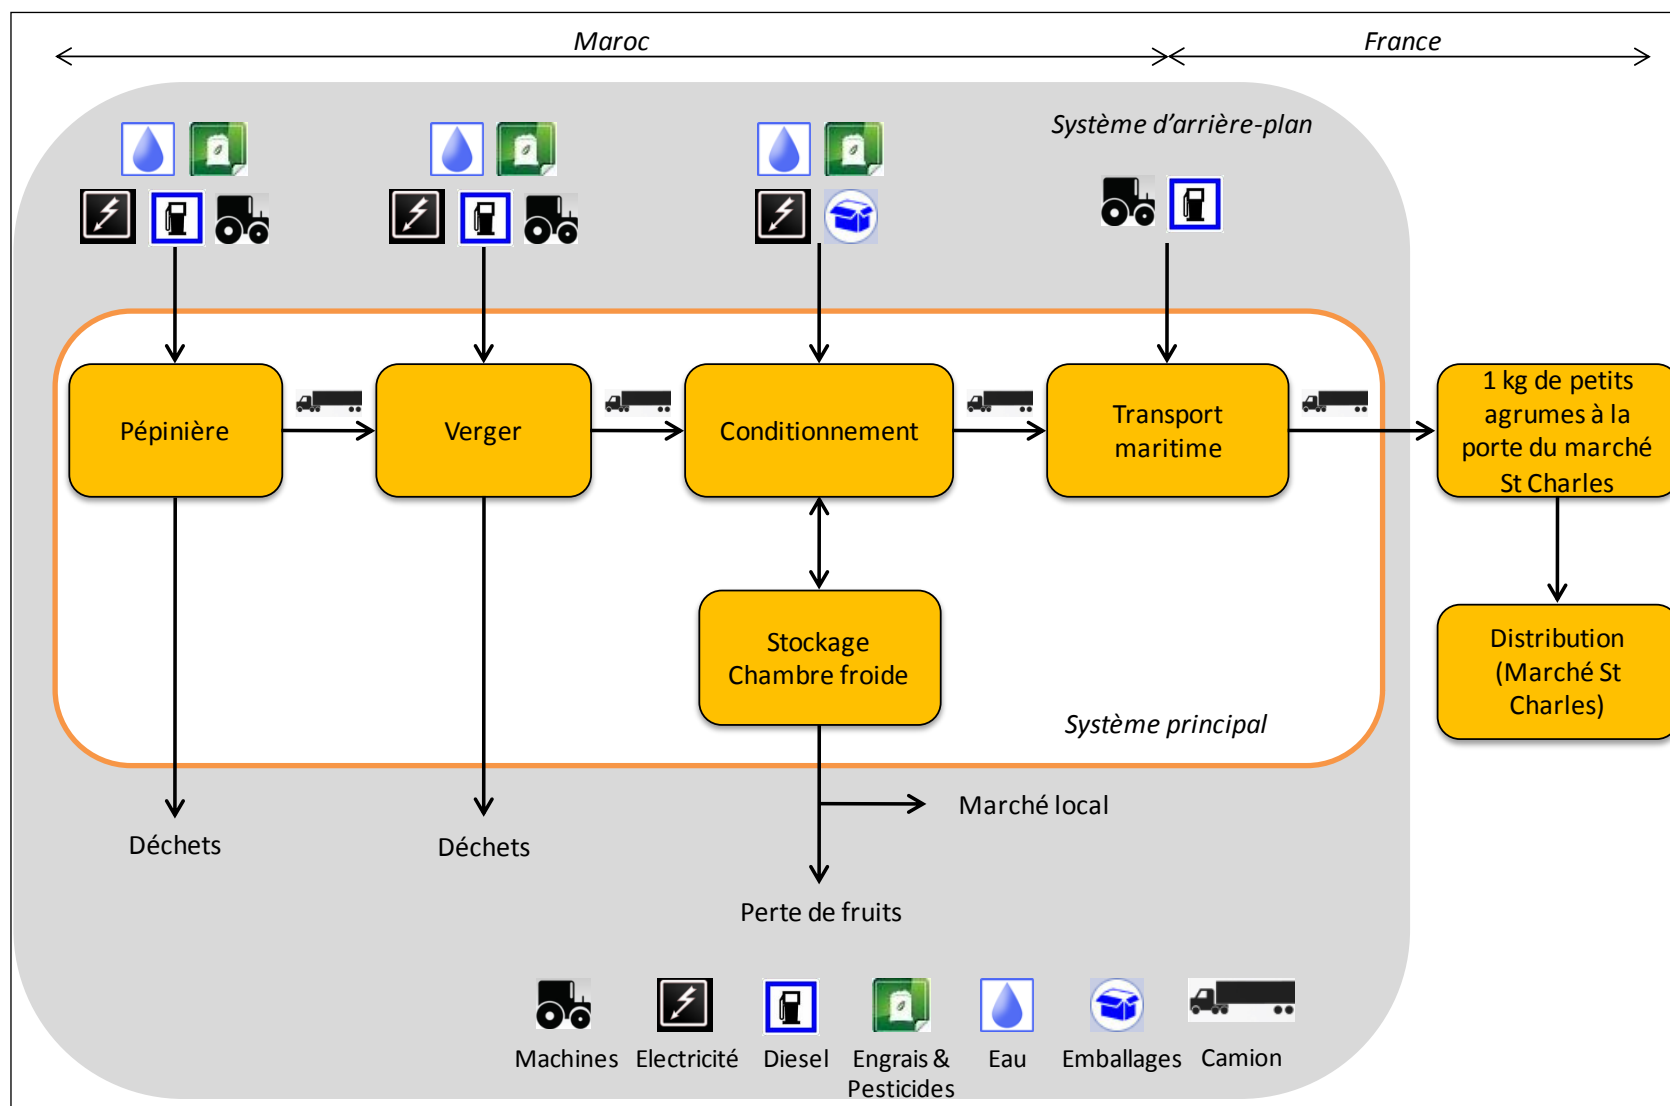 Maroc
France
Système d'arrière-plan
Pépinière
Verger
Conditionnement
Transport
maritime
1 kg de petits
agrumes à la
porte du marché
St Charles
Stockage
Chambre froide
Distribution
(Marché St
Charles)
Système principal
Marché local
Déchets
Déchets
Perte de fruits
Machines
Electricité
Diesel
Engrais &
Pesticides
Eau
Emballages
Camion